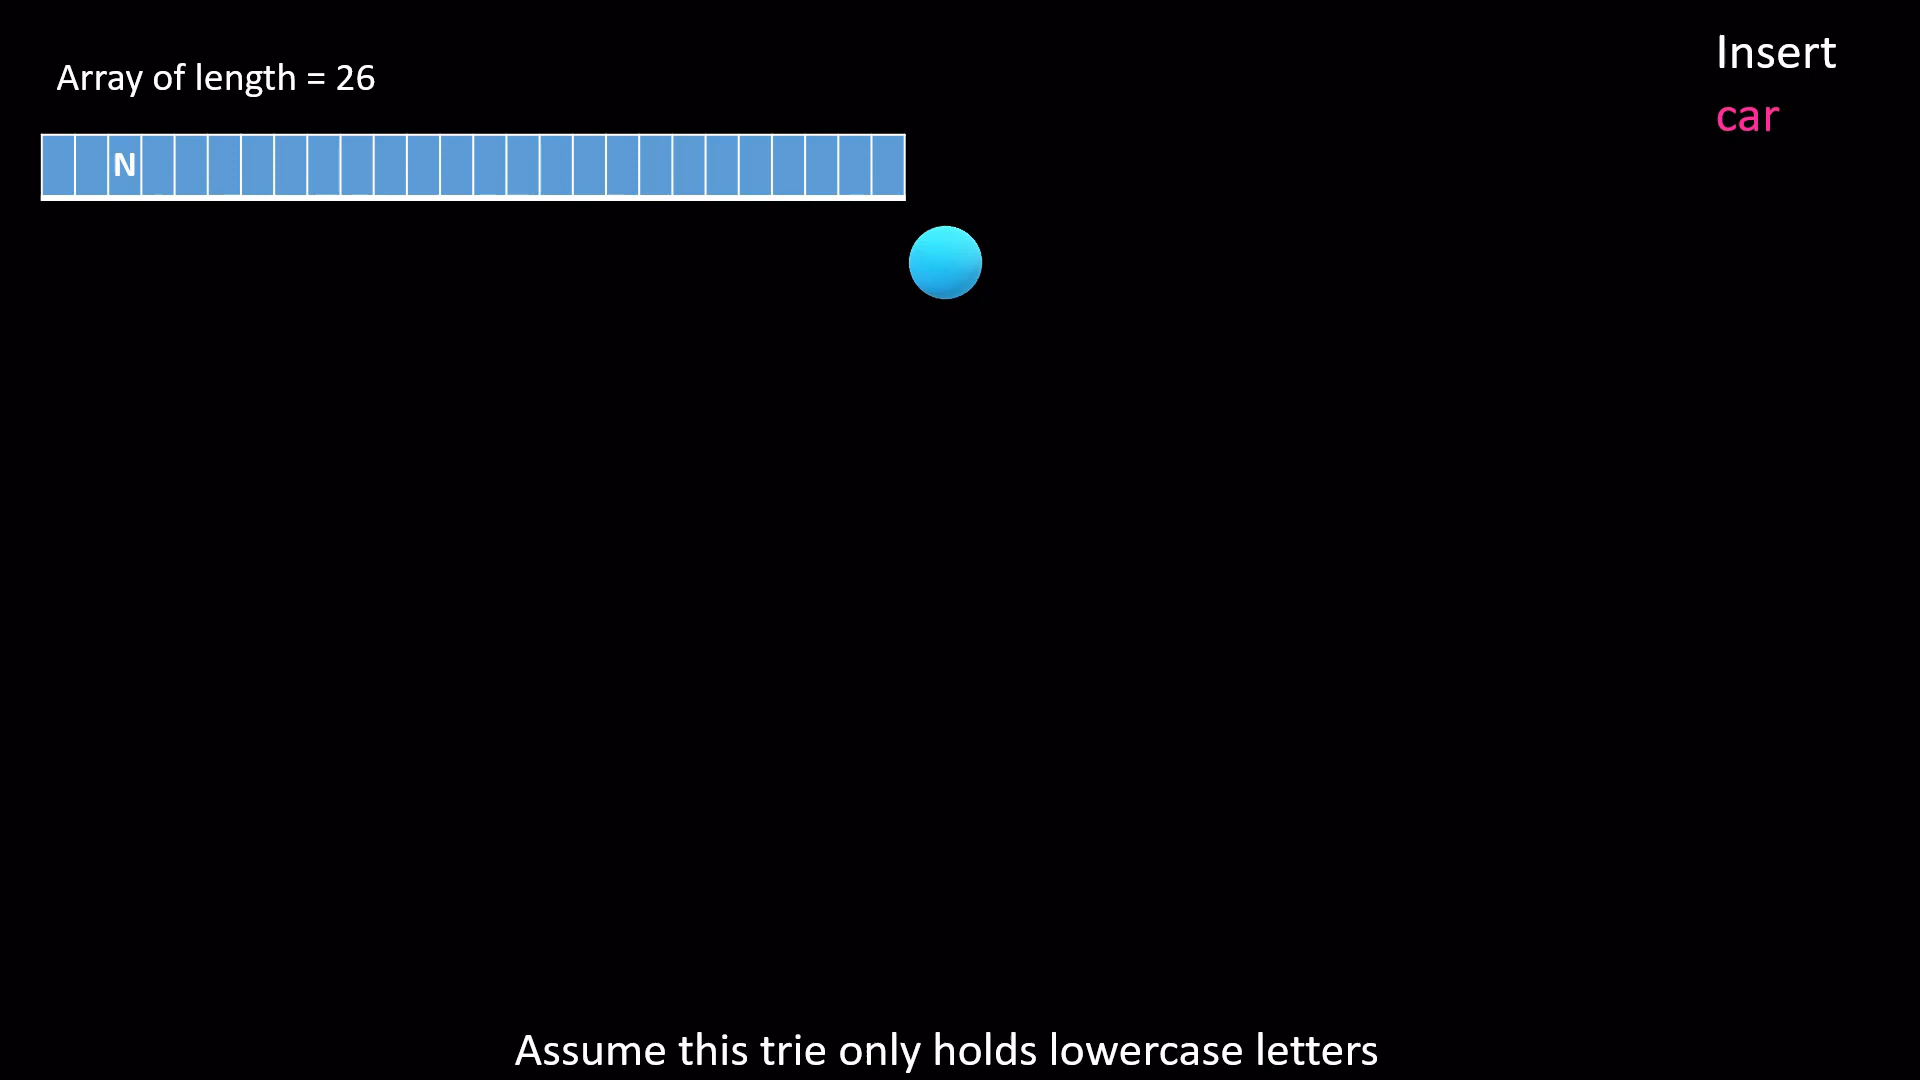 Insert
Array of length = 26
car
N
Assume this trie only holds lowercase letters